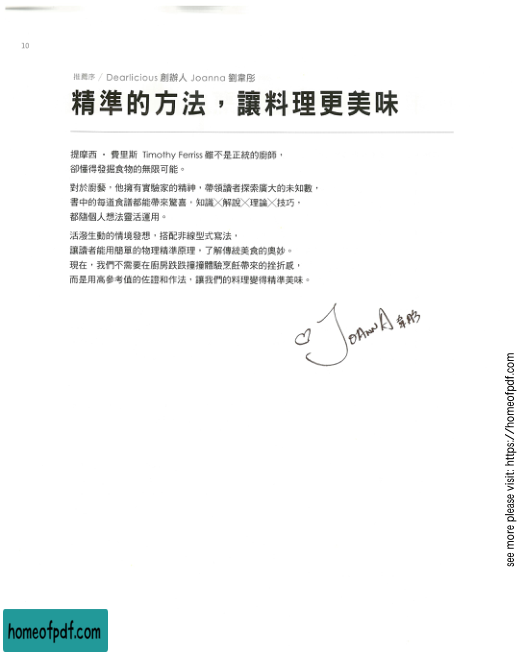 10
推薦序 / Dearlicious 創辦人 Joanna 劉韋彤
精準的方法，讓料理更美味
提摩西 · 費里斯 Timothy Ferriss 雖不是正統的廚師，
卻懂得發掘食物的無限可能。
對於廚藝，他擁有實驗家的精神，帶領讀者探索廣大的未知數，
書中的每道食譜都能帶來驚喜，知識╳解說╳理論╳技巧，
都隨個人想法靈活運用。
活潑生動的情境發想，搭配非線型式寫法，
讓讀者能用簡單的物理精準原理，了解傳統美食的奧妙。
現在，我們不需要在廚房跌跌撞撞體驗烹飪帶來的挫折感，
而是用高參考值的佐證和作法，讓我們的料理變得精準美味。
JOANNA
see more please visit: https://homeofpdf.com
homeofpdf.com